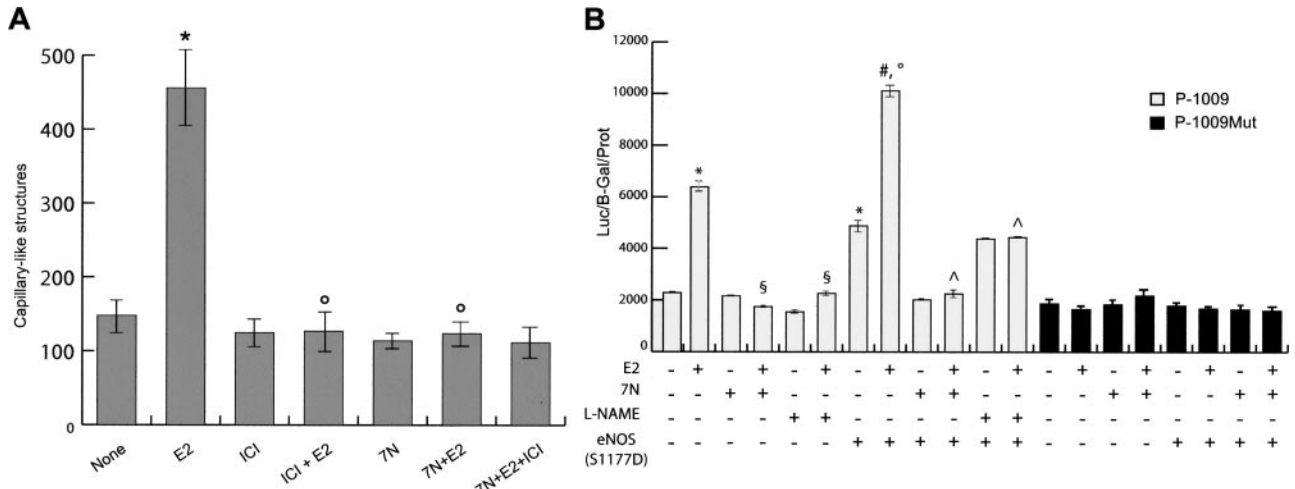 A
*
500
400
300
200
100
0
Capillary-like structures
o
o
None
E2
ICI
ICI + E2
7N
7N+E2
7N+E2+ICI
B
12000
10000
8000
6000
4000
2000
0
Luc/B-Gal/Prot
* § § * #, ° ^ ^
P-1009
P-1009Mut
E2 - + - + - + - + - + - + - + - + - + - +
7N - - + + - - - - + + - - - - + + - - + +
L-NAME - - - - + + - - - - + + - - - - - - - -
eNOS - - - - - - + + + + + + - - - - + + + +
(S1177D)